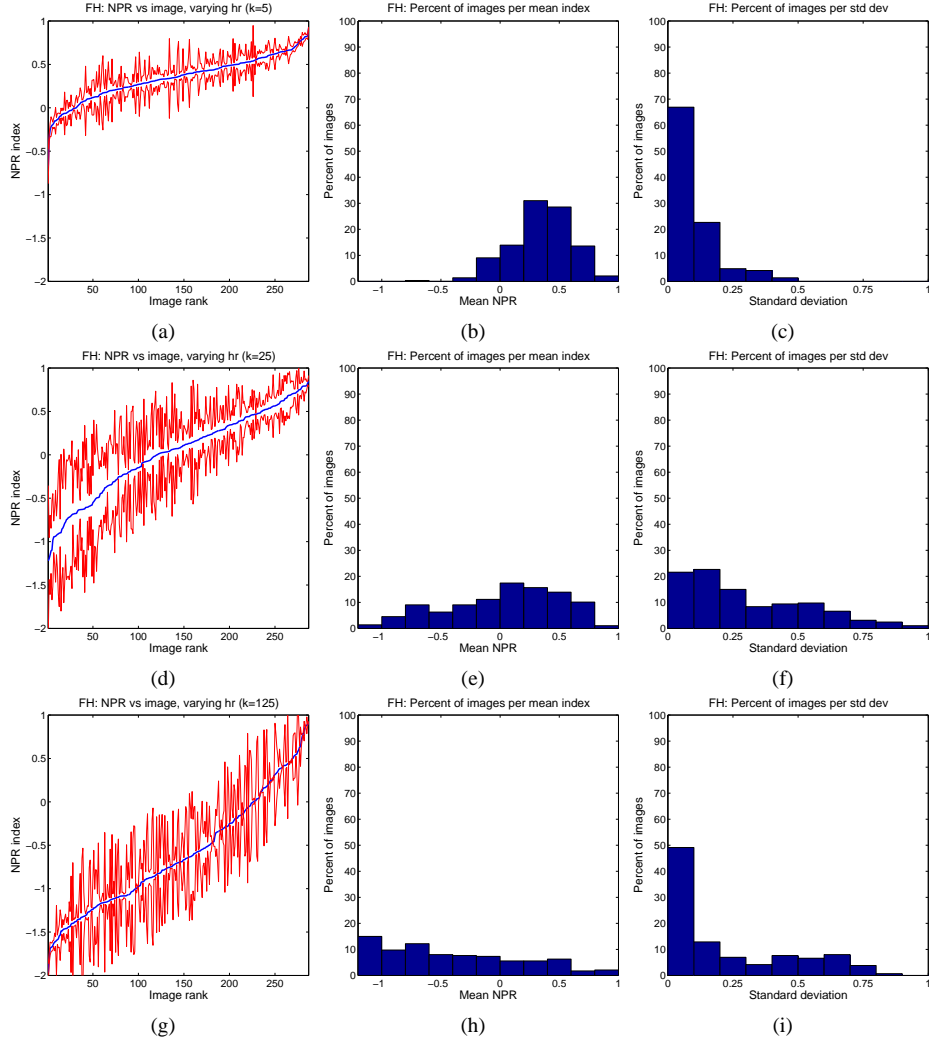 FH: NPR vs image, varying hr (k=5)
NPR index
1
0.5
0
−0.5
−1
−1.5
−2
50 100 150 200 250
Image rank
(a)
FH: Percent of images per mean index
Percent of images
100
90
80
70
60
50
40
30
20
10
0
−1 −0.5 0 0.5 1
Mean NPR
(b)
FH: Percent of images per std dev
Percent of images
100
90
80
70
60
50
40
30
20
10
0
0 0.25 0.5 0.75 1
Standard deviation
(c)
FH: NPR vs image, varying hr (k=25)
NPR index
1
0.5
0
−0.5
−1
−1.5
−2
50 100 150 200 250
Image rank
(d)
FH: Percent of images per mean index
Percent of images
100
90
80
70
60
50
40
30
20
10
0
−1 −0.5 0 0.5 1
Mean NPR
(e)
FH: Percent of images per std dev
Percent of images
100
90
80
70
60
50
40
30
20
10
0
0 0.25 0.5 0.75 1
Standard deviation
(f)
FH: NPR vs image, varying hr (k=125)
NPR index
1
0.5
0
−0.5
−1
−1.5
−2
50 100 150 200 250
Image rank
(g)
FH: Percent of images per mean index
Percent of images
100
90
80
70
60
50
40
30
20
10
0
−1 −0.5 0 0.5 1
Mean NPR
(h)
FH: Percent of images per std dev
Percent of images
100
90
80
70
60
50
40
30
20
10
0
0 0.25 0.5 0.75 1
Standard deviation
(i)